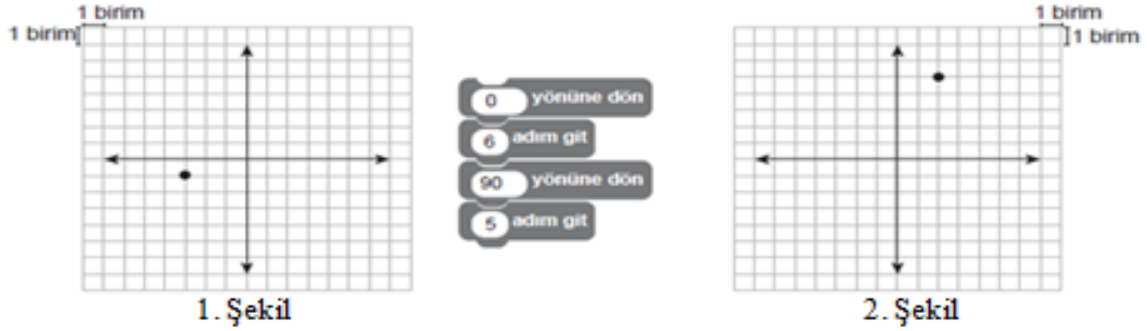 1 birim
1 birim
1 birim
1 birim
0 yönüne dön
6 adım git
90 yönüne dön
5 adım git
1. Şekil
2. Şekil